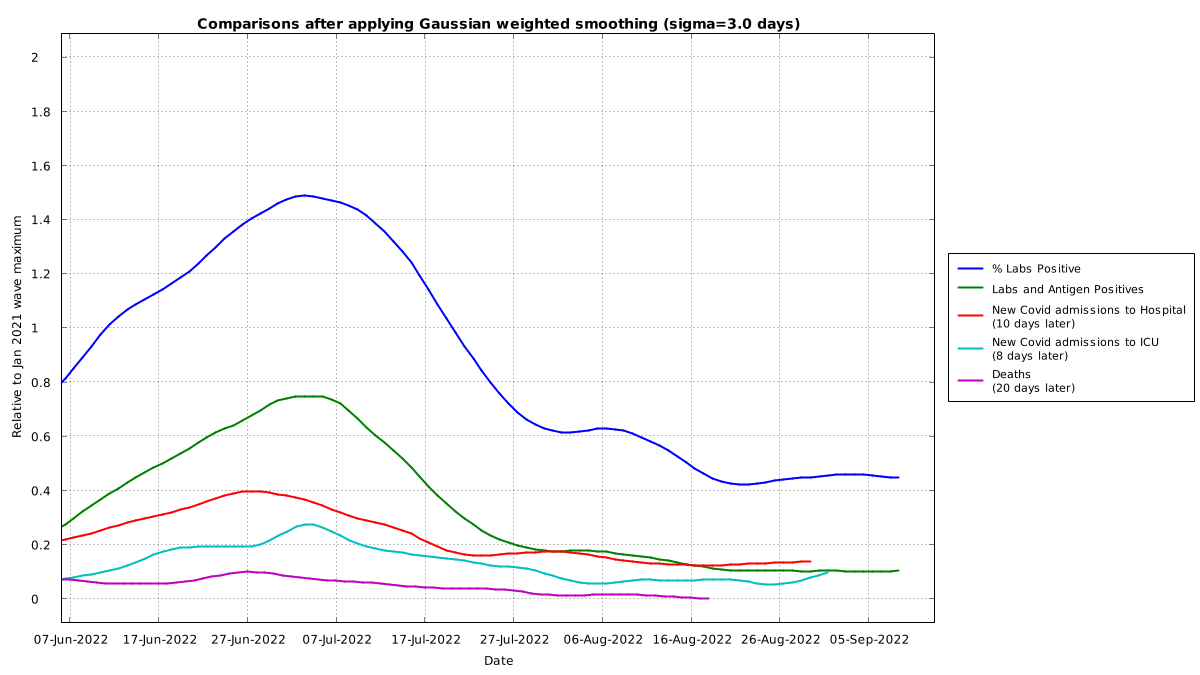 Comparisons after applying Gaussian weighted smoothing (sigma=3.0 days)
Relative to Jan 2021 wave maximum
2
1.8
1.6
1.4
1.2
1
0.8
0.6
0.4
0.2
0
07-Jun-2022
17-Jun-2022
27-Jun-2022
07-Jul-2022
17-Jul-2022
27-Jul-2022
06-Aug-2022
16-Aug-2022
26-Aug-2022
05-Sep-2022
Date
% Labs Positive
Labs and Antigen Positives
New Covid admissions to Hospital
(10 days later)
New Covid admissions to ICU
(8 days later)
Deaths
(20 days later)